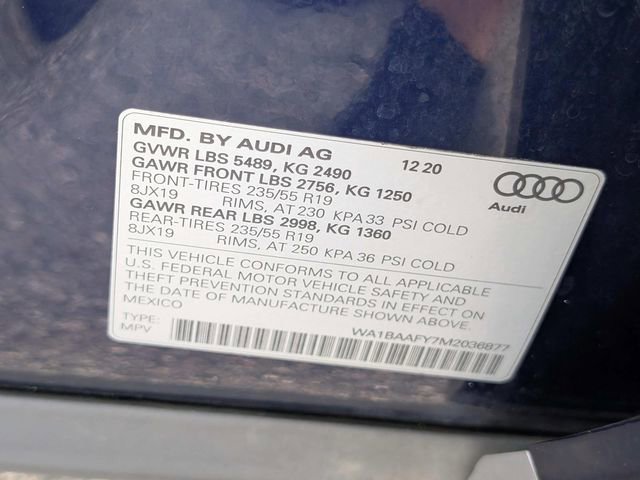 MFD. BY AUDI AG 12 20
GVWR LBS 5489, KG 2490
GAWR FRONT LBS 2756, KG 1250
FRONT-TIRES 235/55 R19
8JX19 RIMS, AT 230 KPA 33 PSI COLD
GAWR REAR LBS 2998, KG 1360
REAR-TIRES 235/55 R19
8JX19 RIMS, AT 250 KPA 36 PSI COLD
Audi
THIS VEHICLE CONFORMS TO ALL APPLICABLE
U.S. FEDERAL MOTOR VEHICLE SAFETY AND
THEFT PREVENTION STANDARDS IN EFFECT ON
THE DATE OF MANUFACTURE SHOWN ABOVE.
MEXICO
TYPE: WA1BAAFY7M2036877
MPV